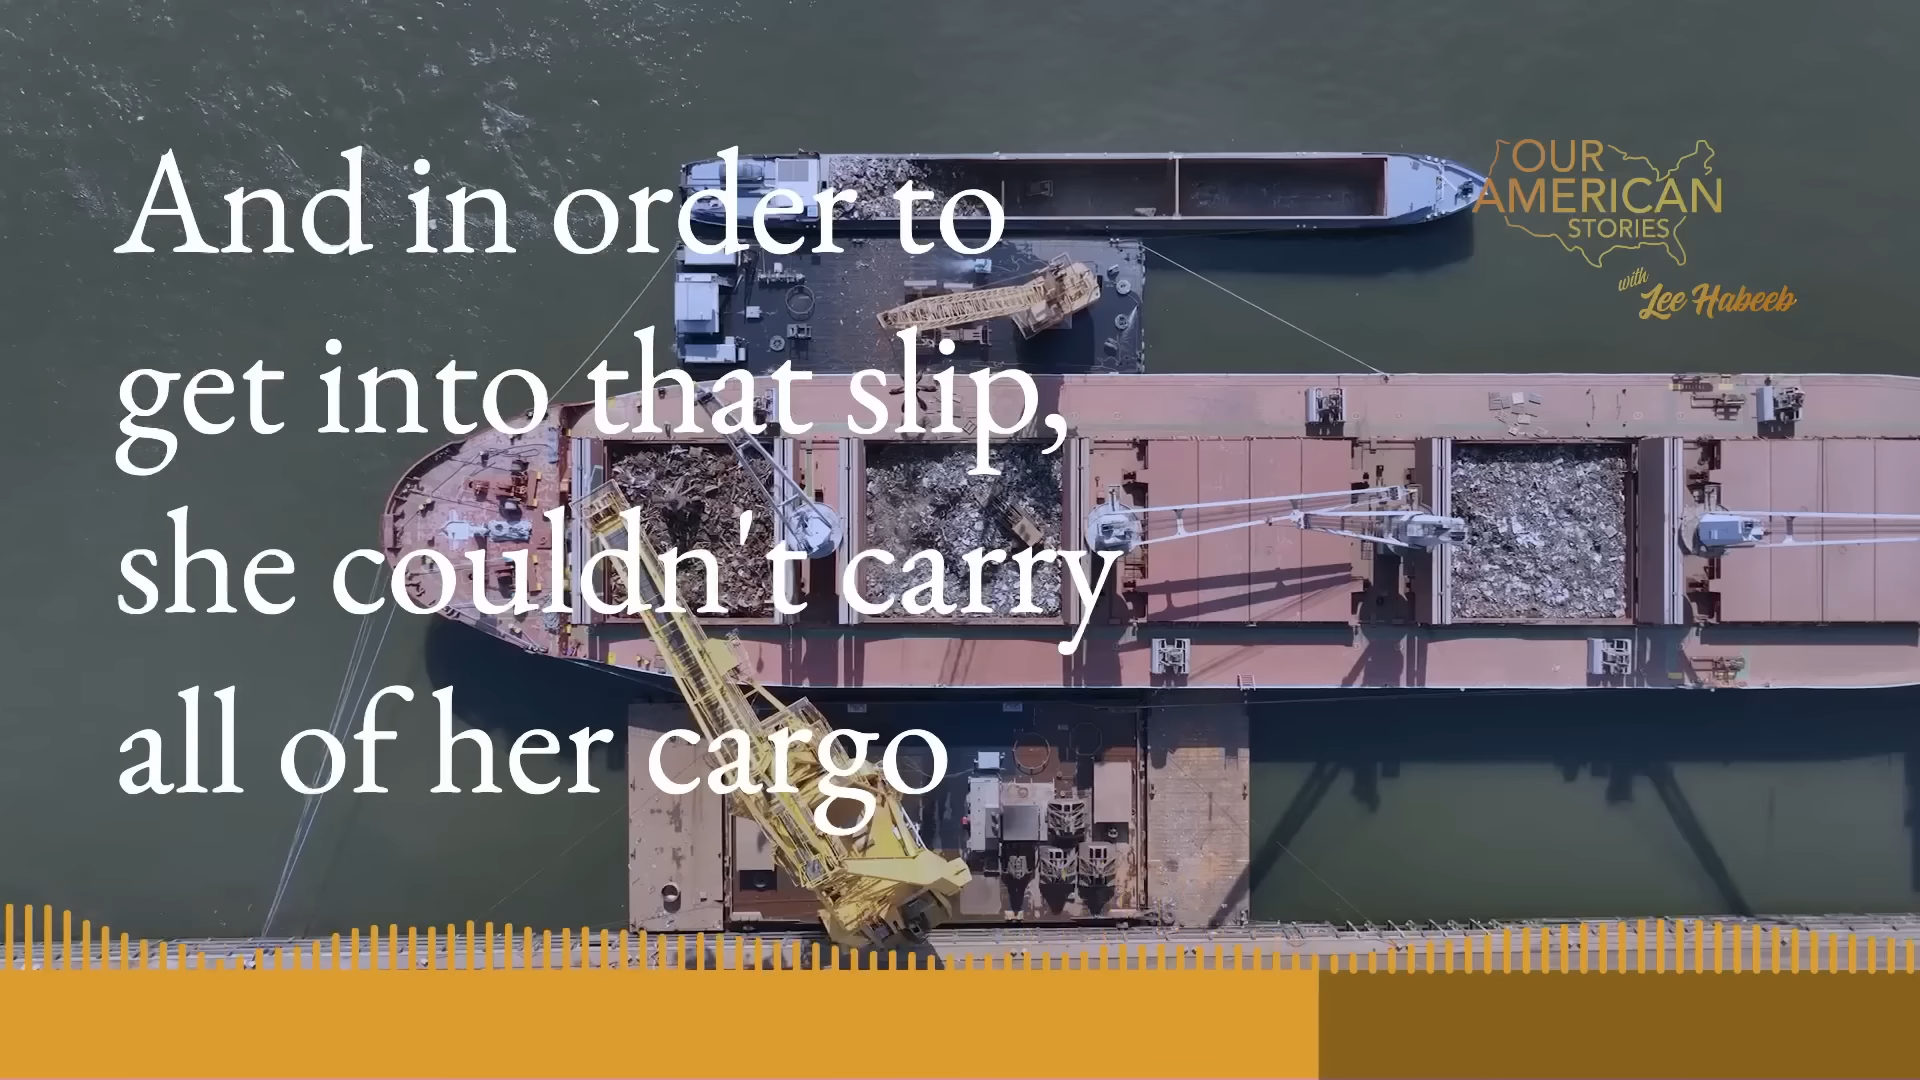 And in order to
get into that slip,
she couldn't carry
all of her cargo
OUR
AMERICAN
STORIES
with
Lee Habeeb